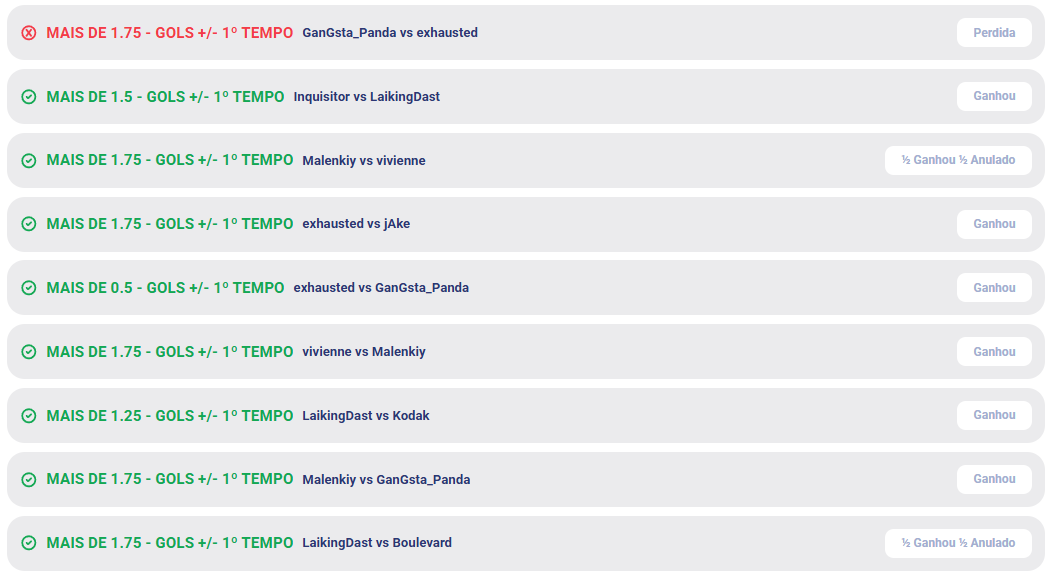 MAIS DE 1.75 - GOLS +/- 1º TEMPO GanGsta_Panda vs exhausted Perdida
MAIS DE 1.5 - GOLS +/- 1º TEMPO Inquisitor vs LaikingDast Ganhou
MAIS DE 1.75 - GOLS +/- 1º TEMPO Malenkiy vs vivienne ½ Ganhou ½ Anulado
MAIS DE 1.75 - GOLS +/- 1º TEMPO exhausted vs jAke Ganhou
MAIS DE 0.5 - GOLS +/- 1º TEMPO exhausted vs GanGsta_Panda Ganhou
MAIS DE 1.75 - GOLS +/- 1º TEMPO vivienne vs Malenkiy Ganhou
MAIS DE 1.25 - GOLS +/- 1º TEMPO LaikingDast vs Kodak Ganhou
MAIS DE 1.75 - GOLS +/- 1º TEMPO Malenkiy vs GanGsta_Panda Ganhou
MAIS DE 1.75 - GOLS +/- 1º TEMPO LaikingDast vs Boulevard ½ Ganhou ½ Anulado